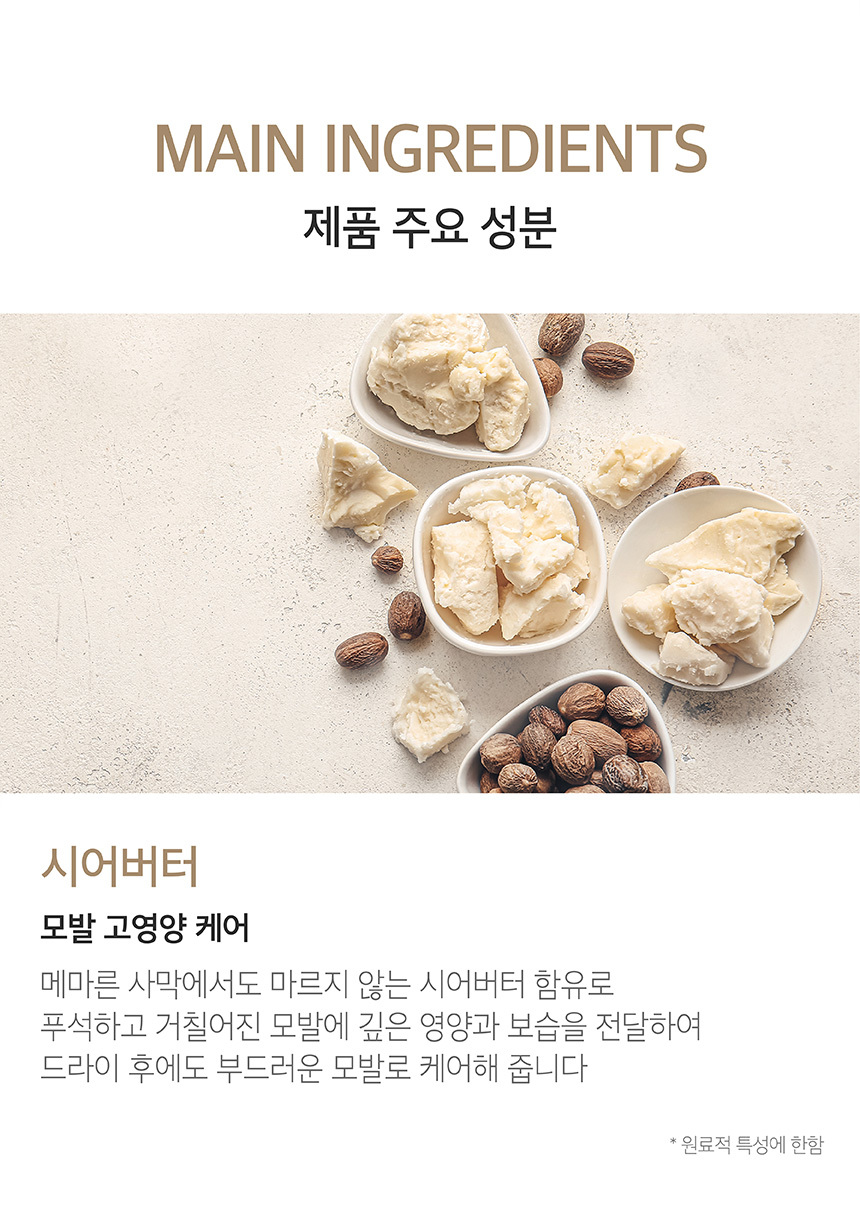 MAIN INGREDIENTS
제품 주요 성분
시어버터
모발 고영양 케어
메마른 사막에서도 마르지 않는 시어버터 함유로
푸석하고 거칠어진 모발에 깊은 영양과 보습을 전달하여
드라이 후에도 부드러운 모발로 케어해 줍니다
* 원료적 특성에 한함